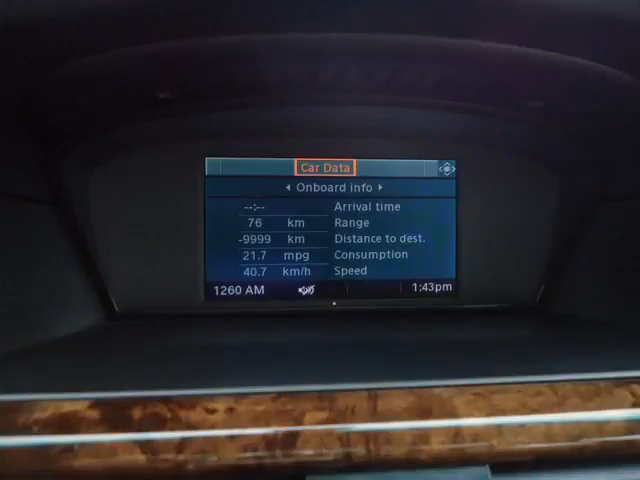 Car Data
Onboard info
--:-- Arrival time
76 km Range
-9999 km Distance to dest.
21.7 mpg Consumption
40.7 km/h Speed
1260 AM 1:43pm